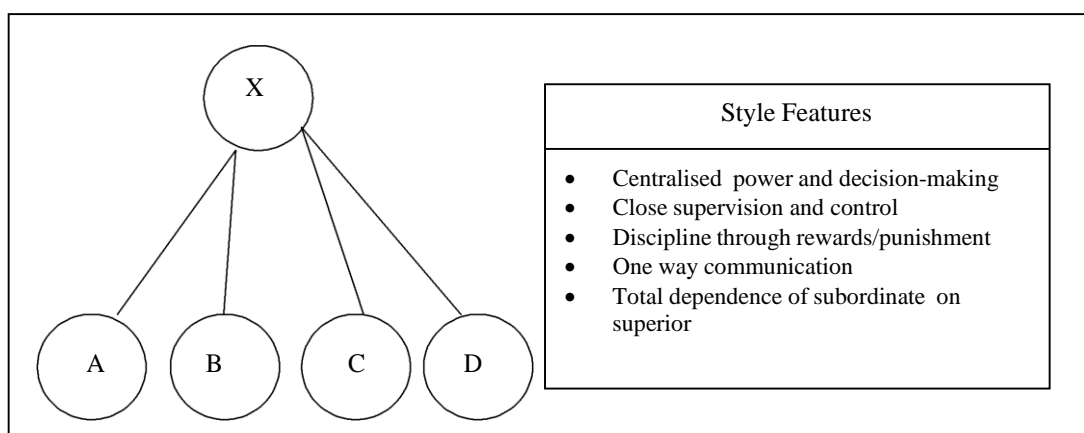 X
A
B
C
D
Style Features
• Centralised power and decision-making
• Close supervision and control
• Discipline through rewards/punishment
• One way communication
• Total dependence of subordinate on
superior